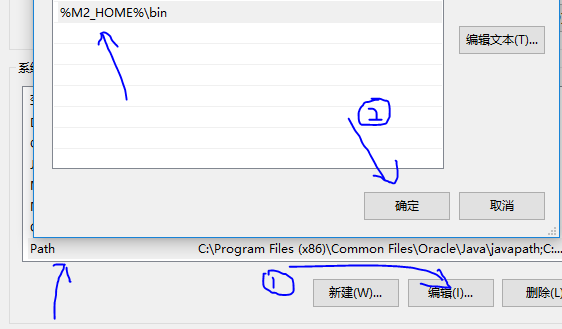 %M2_HOME%\bin
编辑文本(T)...
②
确定
取消
Path
C:\Program Files (x86)\Common Files\Oracle\Java\javapath;C:...
①
新建(W)...
编辑(I)...
删除(L)